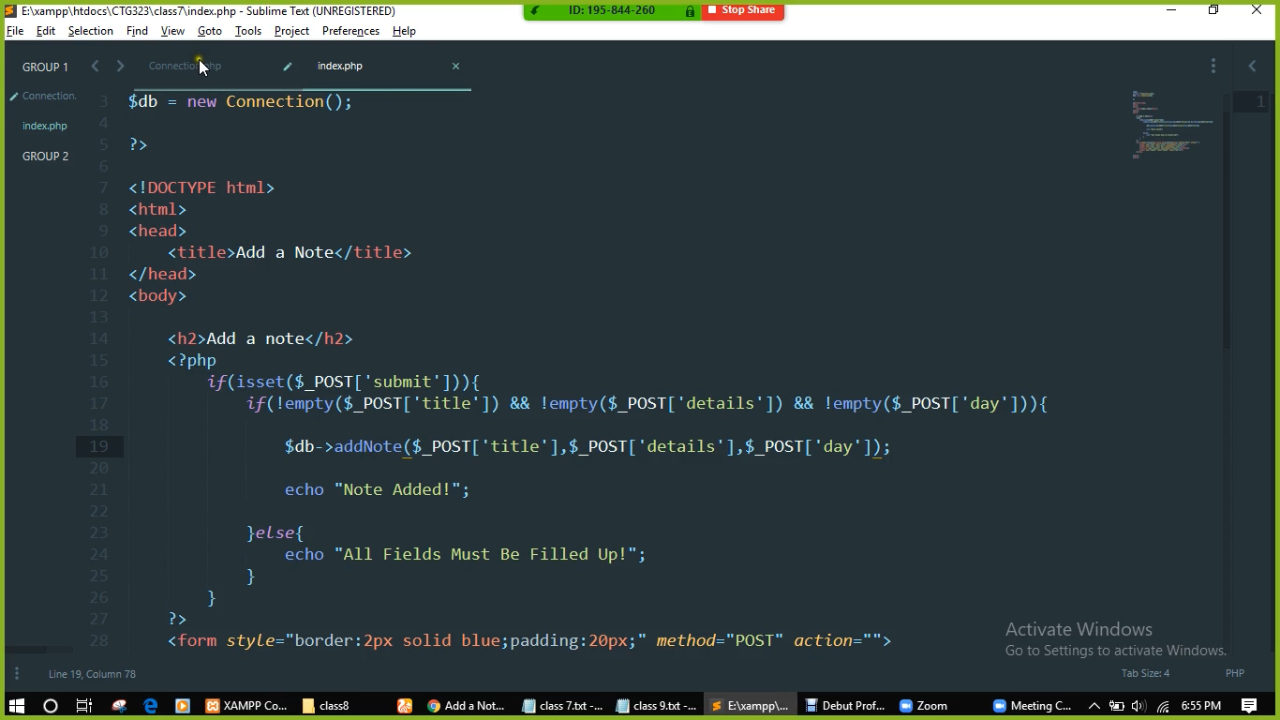 E:\xampp\htdocs\CTG323\class7\index.php - Sublime Text (UNREGISTERED)
ID: 195-844-260
Stop Share
File Edit Selection Find View Goto Tools Project Preferences Help
GROUP 1
index.php
Connection.
index.php
GROUP 2
1
3 $db = new Connection();
4
5 ?>
6
7 <!DOCTYPE html>
8 <html>
9 <head>
10 <title>Add a Note</title>
11 </head>
12 <body>
13
14 <h2>Add a note</h2>
15 <?php
16 if(isset($_POST['submit'])){
17 if(!empty($_POST['title']) && !empty($_POST['details']) && !empty($_POST['day'])){
18
19 $db->addNote($_POST['title'],$_POST['details'],$_POST['day']);
20
21 echo "Note Added!";
22
23 }else{
24 echo "All Fields Must Be Filled Up!";
25 }
26 }
27 ?>
28 <form style="border:2px solid blue;padding:20px;" method="POST" action="">
Activate Windows
Go to Settings to activate Windows.
Line 19, Column 78
Tab Size: 4
PHP
XAMPP Co...
class8
Add a Note...
class 7.txt -...
class 9.txt -...
E:\xampp\...
Debut Prof...
Zoom
Meeting C...
6:55 PM